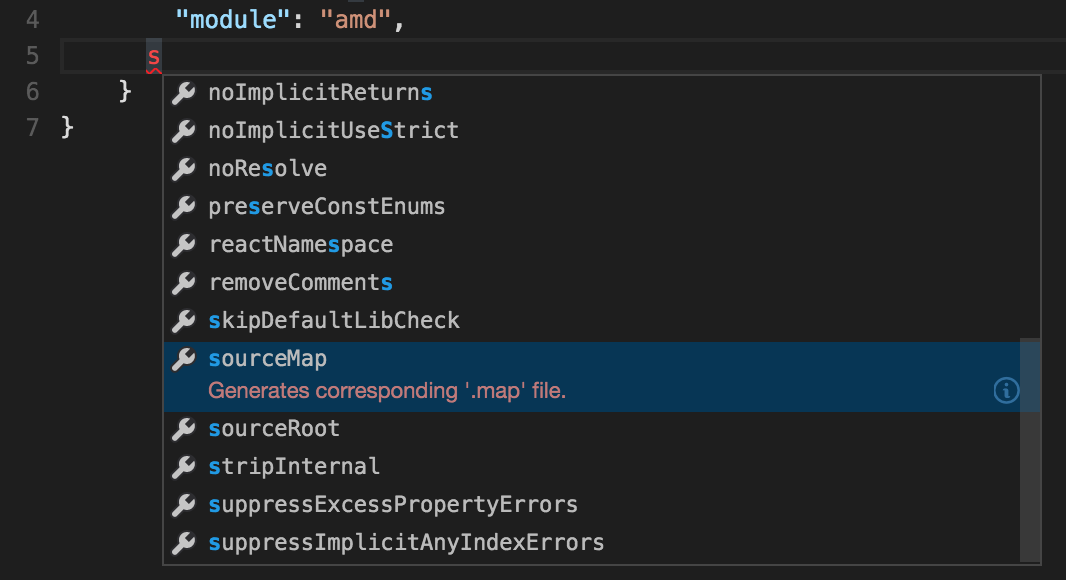 4 "module": "amd",
5 s
noImplicitReturns
noImplicitUseStrict
noResolve
preserveConstEnums
reactNamespace
removeComments
skipDefaultLibCheck
sourceMap
Generates corresponding '.map' file.
sourceRoot
stripInternal
suppressExcessPropertyErrors
suppressImplicitAnyIndexErrors
6 }
7 }